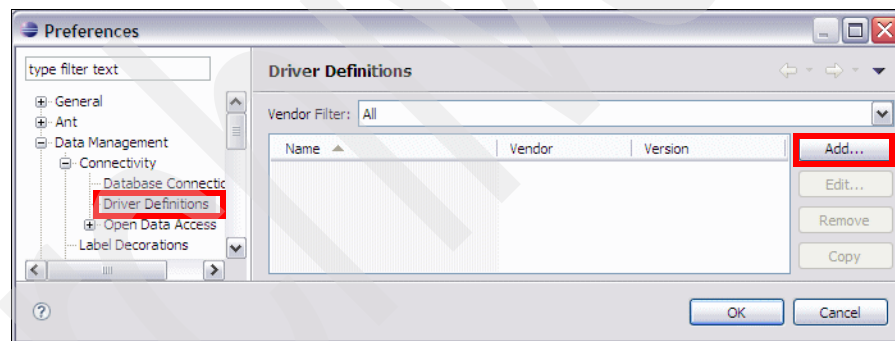 Preferences
type filter text
Driver Definitions
General
Ant
Data Management
Connectivity
Database Connectic
Driver Definitions
Open Data Access
Label Decorations
Vendor Filter: All
Name Vendor Version
Add...
Edit...
Remove
Copy
OK Cancel